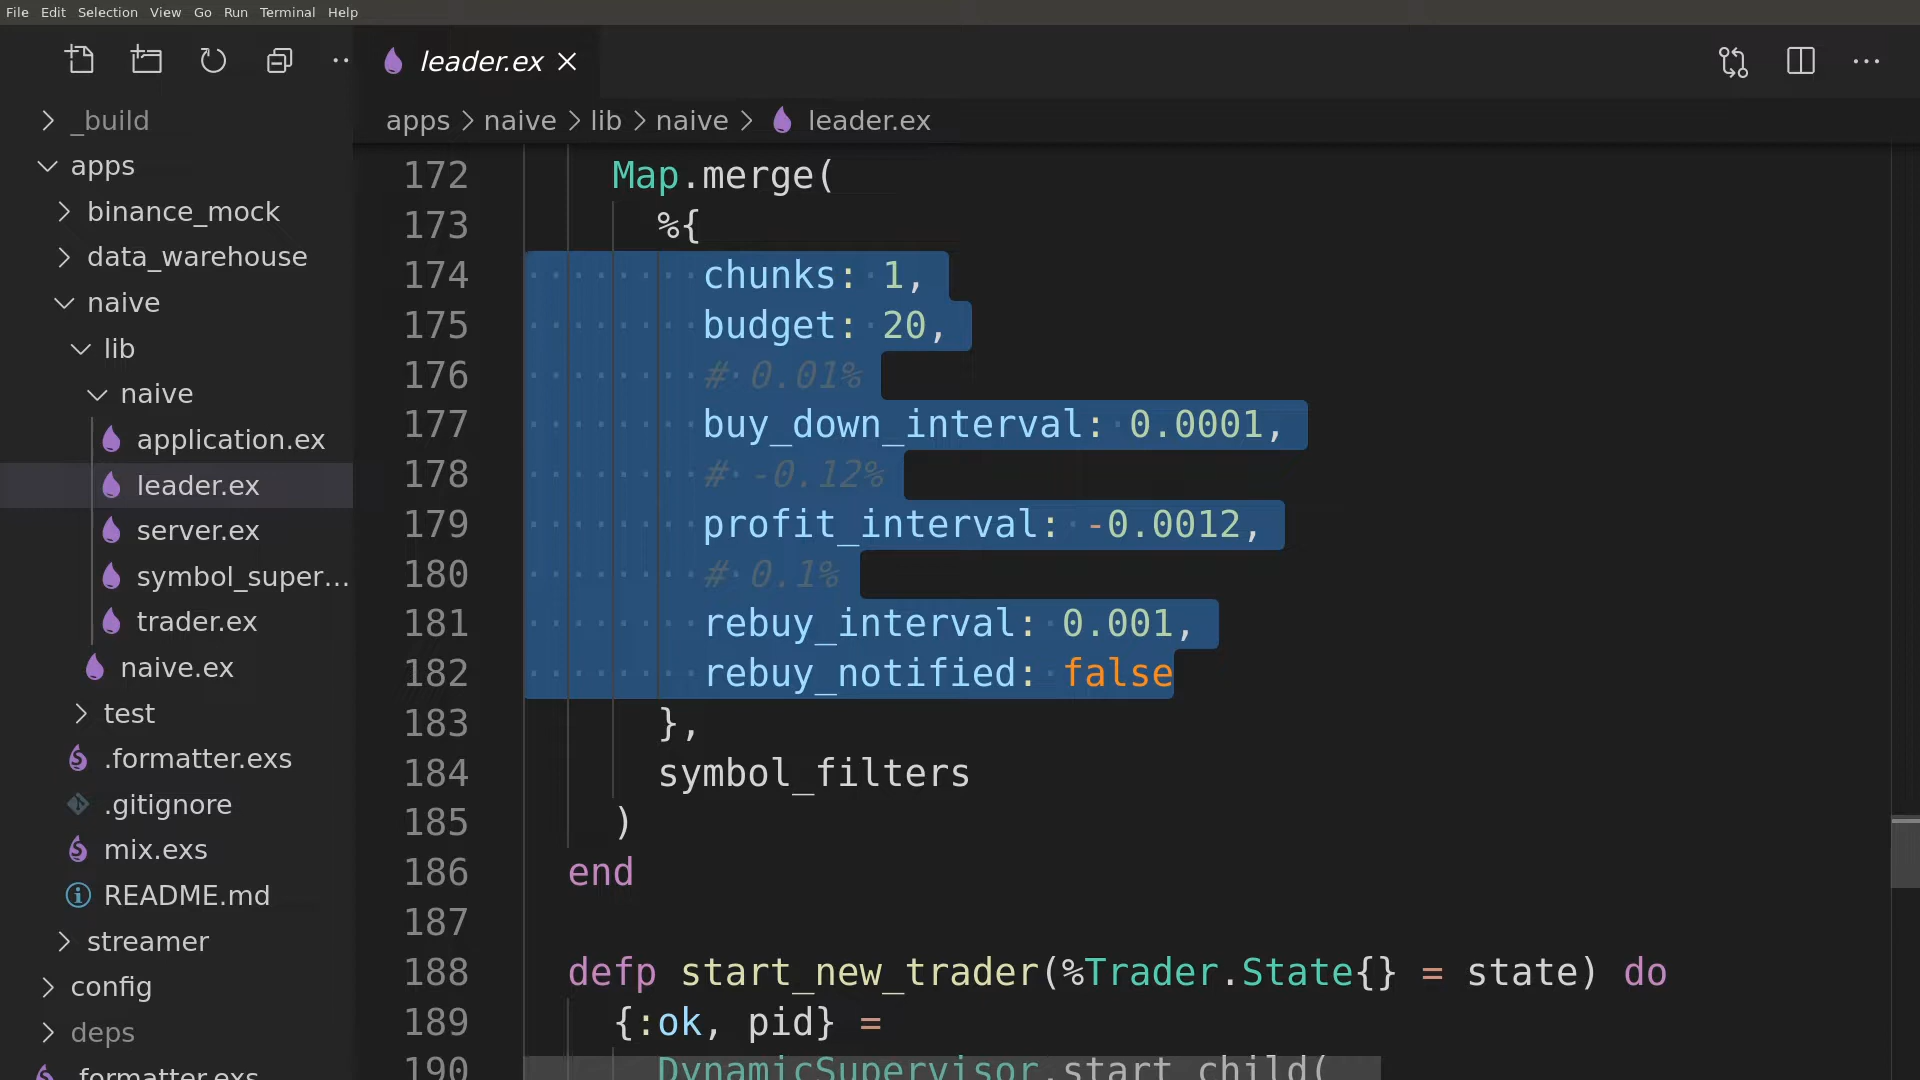 File Edit Selection View Go Run Terminal Help
leader.ex
apps > naive > lib > naive > leader.ex
_build
apps
binance_mock
data_warehouse
naive
lib
naive
application.ex
leader.ex
server.ex
symbol_super...
trader.ex
naive.ex
test
.formatter.exs
.gitignore
mix.exs
README.md
streamer
config
deps
.formatter.exs
172 Map.merge(
173 %{
174 chunks: 1,
175 budget: 20,
176 # 0.01%
177 buy_down_interval: 0.0001,
178 # -0.12%
179 profit_interval: -0.0012,
180 # 0.1%
181 rebuy_interval: 0.001,
182 rebuy_notified: false
183 },
184 symbol_filters
185 )
186 end
187
188 defp start_new_trader(%Trader.State{} = state) do
189 {:ok, pid} =
190 DynamicSupervisor.start_child(